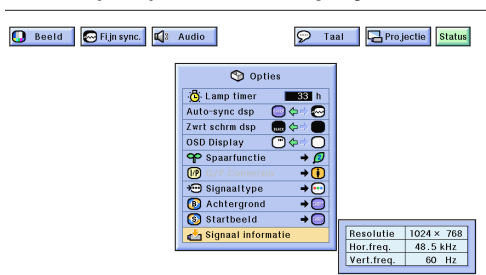 Beeld
Fijn sync.
Audio
Taal
Projectie
Status
Opties
Lamp timer 33 h
Auto-sync dsp
Zwrt schrm dsp
OSD Display
Spaarfunctie
I/P
Signaaltype
B Achtergrond
S Startbeeld
Signaal informatie
Resolutie 1024 × 768
Hor.freq. 48.5 kHz
Vert.freq. 60 Hz